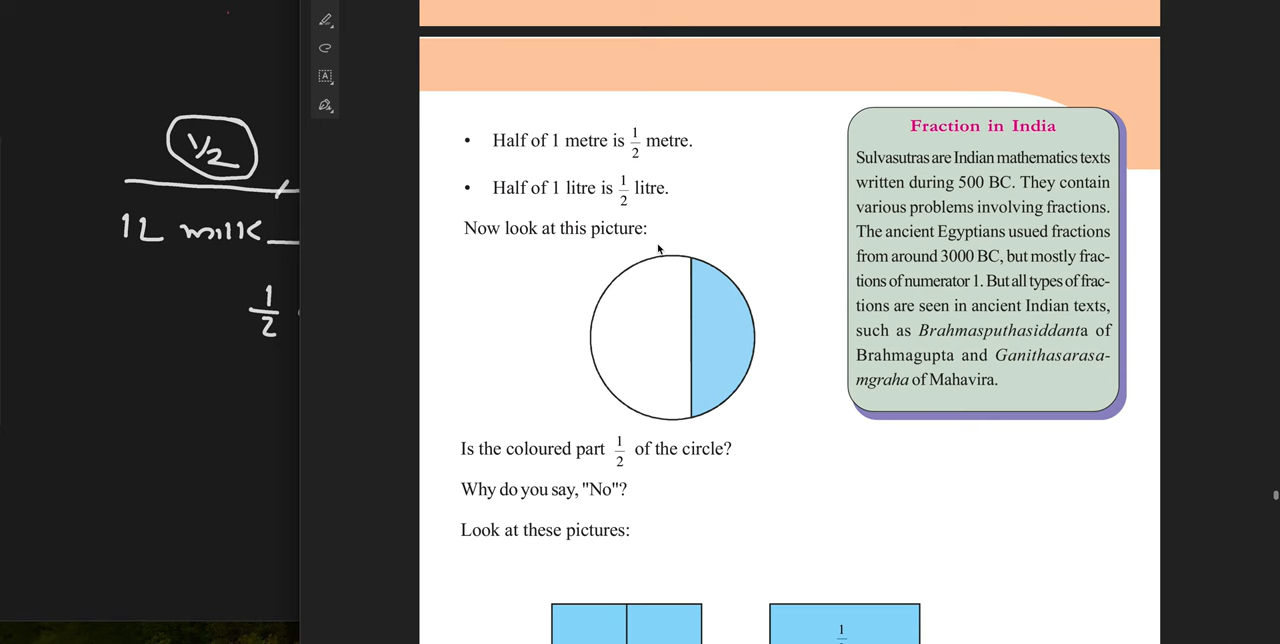 1/2
1L milk
1
2
• Half of 1 metre is 1/2 metre.
• Half of 1 litre is 1/2 litre.
Now look at this picture:
Is the coloured part 1/2 of the circle?
Why do you say, "No"?
Look at these pictures:
1
Fraction in India
Sulvasutras are Indian mathematics texts
written during 500 BC. They contain
various problems involving fractions.
The ancient Egyptians usued fractions
from around 3000 BC, but mostly frac-
tions of numerator 1. But all types of frac-
tions are seen in ancient Indian texts,
such as Brahmasputhasiddanta of
Brahmagupta and Ganithasarasa-
mgraha of Mahavira.